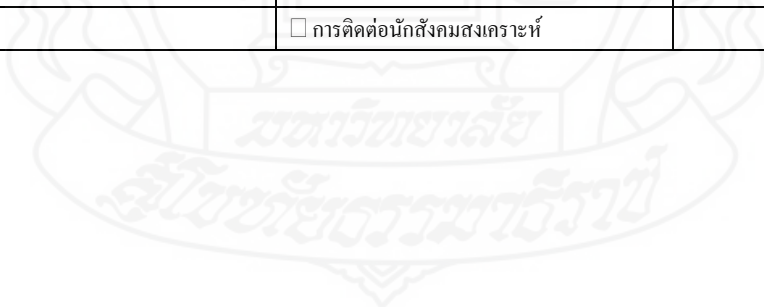 ☐ การติดต่อนักสังคมสงเคราะห์
มหาวิทยาลัย
สุโขทัยธรรมาธิราช